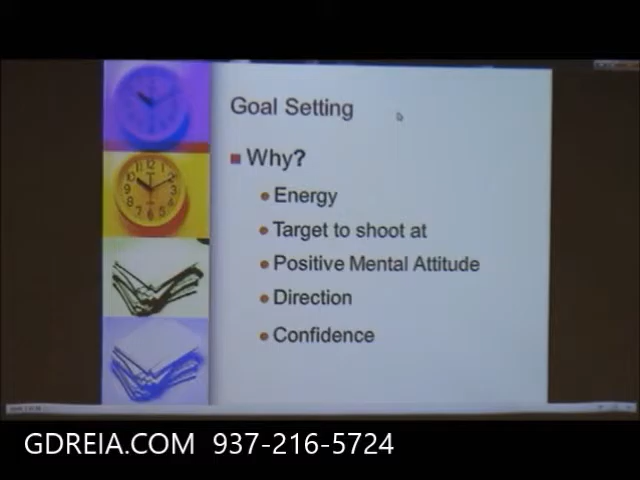 Goal Setting
Why?
Energy
Target to shoot at
Positive Mental Attitude
Direction
Confidence
GDREIA.COM 937-216-5724